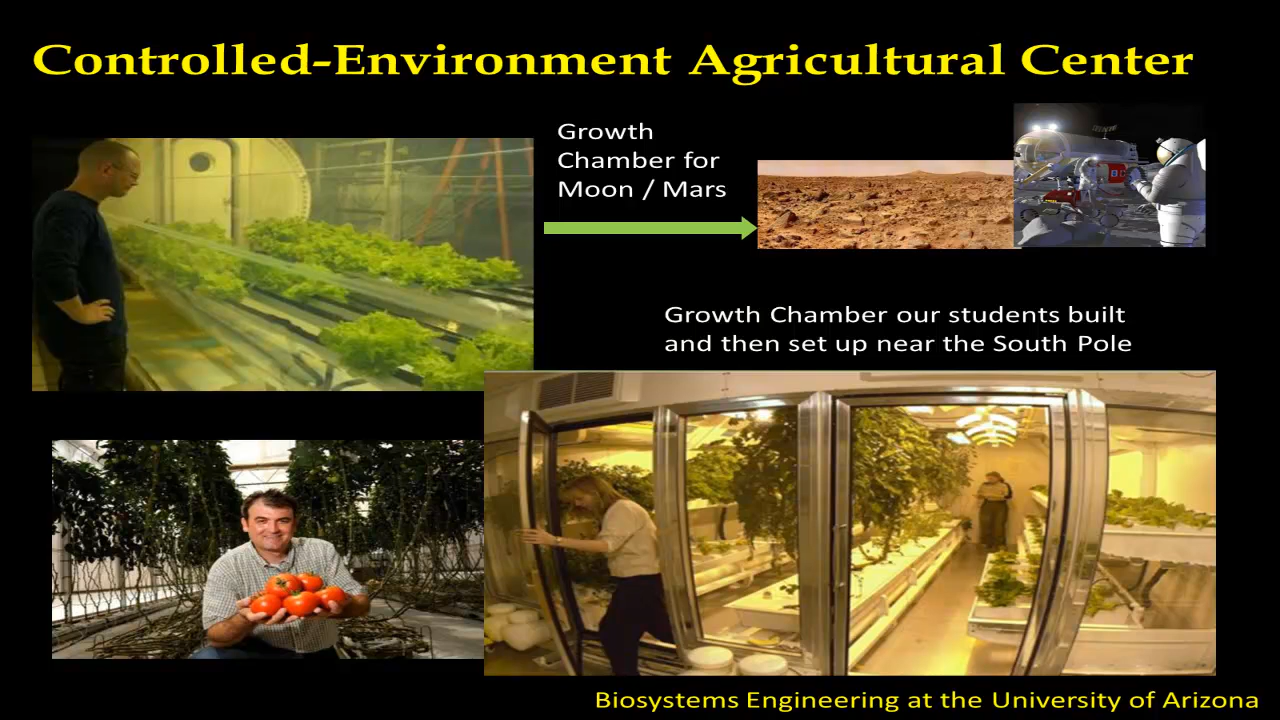 Controlled-Environment Agricultural Center
Growth
Chamber for
Moon / Mars
Growth Chamber our students built
and then set up near the South Pole
Biosystems Engineering at the University of Arizona